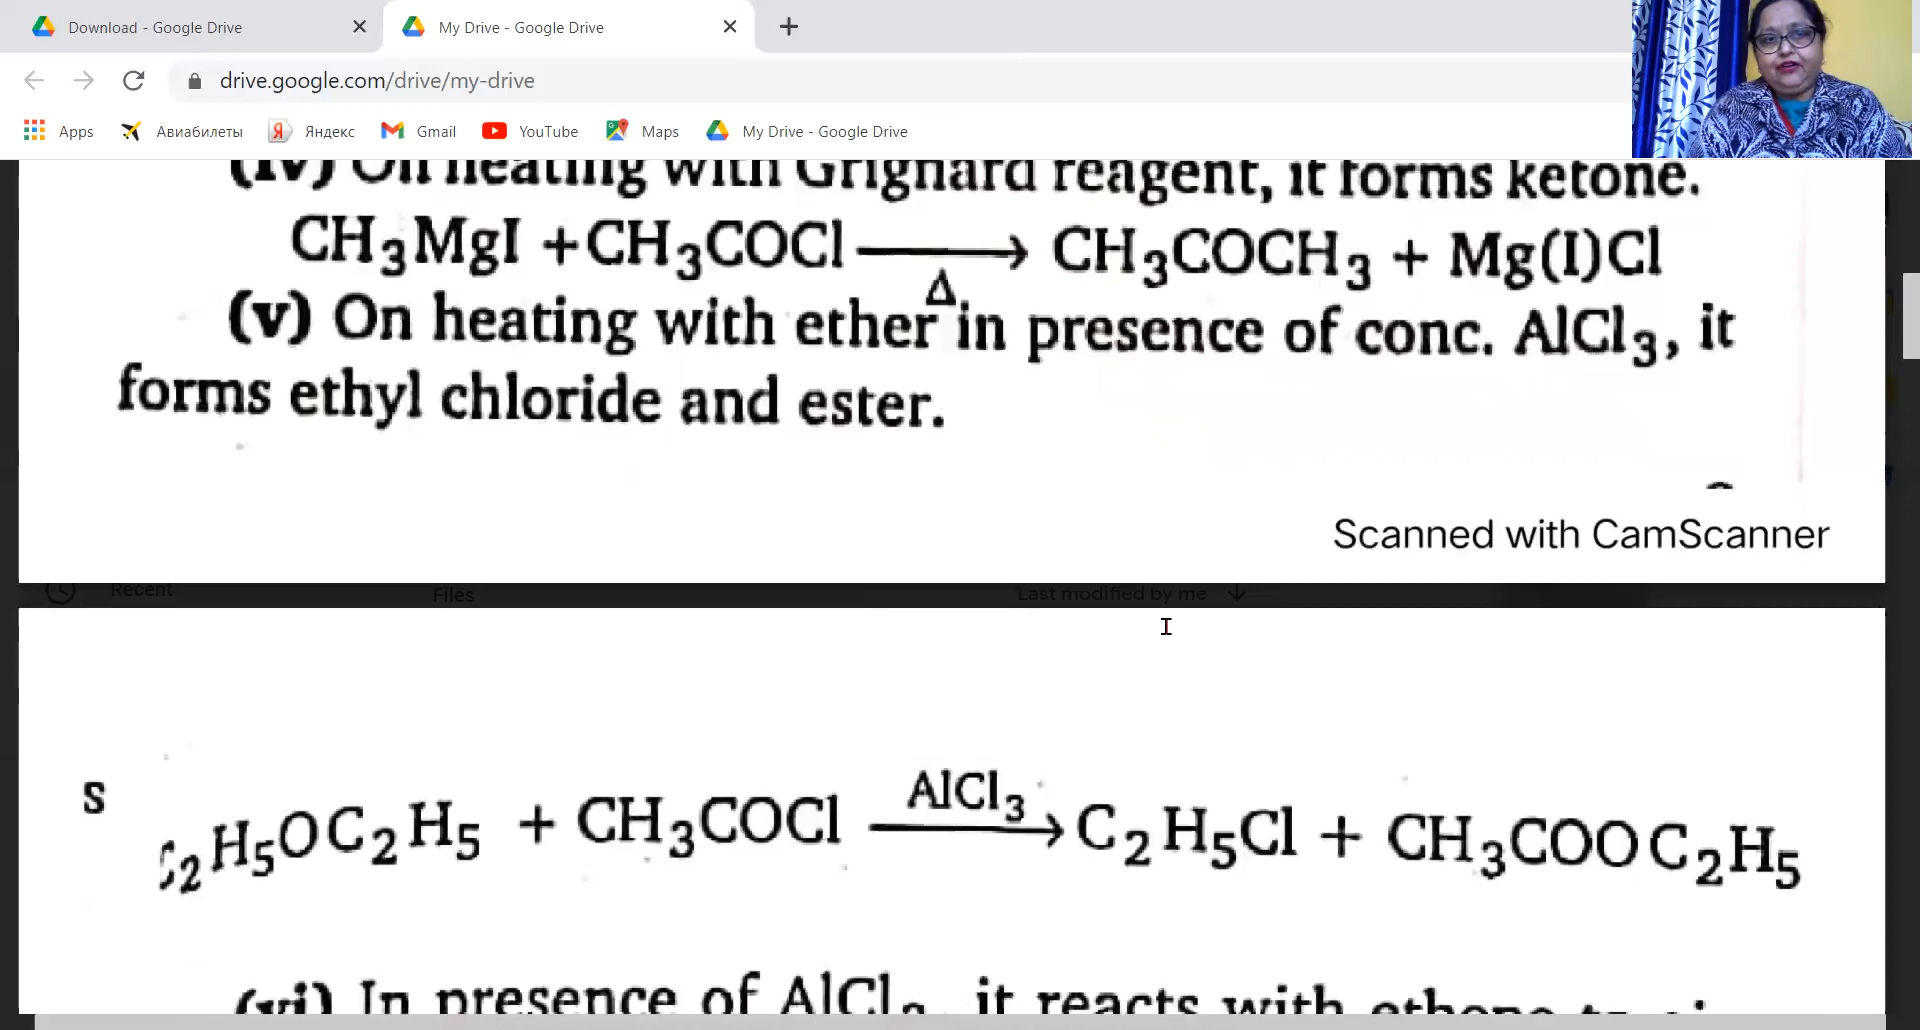 Download - Google Drive
My Drive - Google Drive
drive.google.com/drive/my-drive
Apps Авиабилеты Яндекс Gmail YouTube Maps My Drive - Google Drive
(iv) On heating with Grignard reagent, it forms ketone.
CH3MgI +CH3COCl ⟶ CH3COCH3 + Mg(I)Cl
Δ
(v) On heating with ether in presence of conc. AlCl3, it
forms ethyl chloride and ester.
Scanned with CamScanner
Recent Files Last modified by me
s
AlCl3
C2H5OC2H5 + CH3COCl ⟶ C2H5Cl + CH3COOC2H5
(vi) In presence of AlCl3, it reacts with